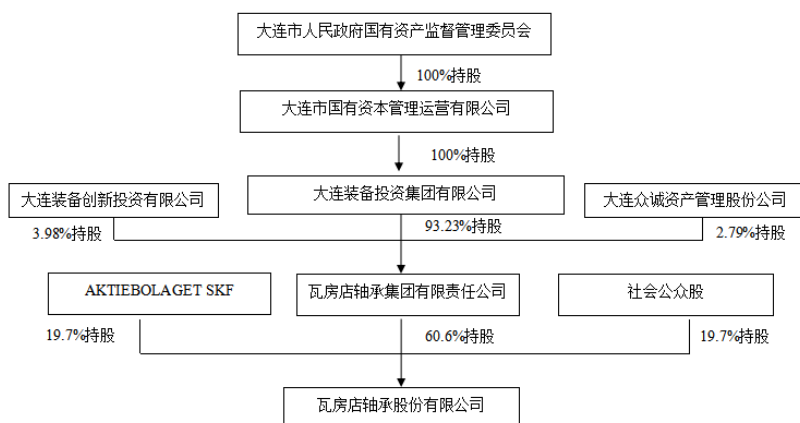 大连市人民政府国有资产监督管理委员会
100%持股
大连市国有资本管理运营有限公司
100%持股
大连装备创新投资有限公司
大连装备投资集团有限公司
大连众诚资产管理股份公司
3.98%持股
93.23%持股
2.79%持股
AKTIEBOLAGET SKF
瓦房店轴承集团有限责任公司
社会公众股
19.7%持股
60.6%持股
19.7%持股
瓦房店轴承股份有限公司